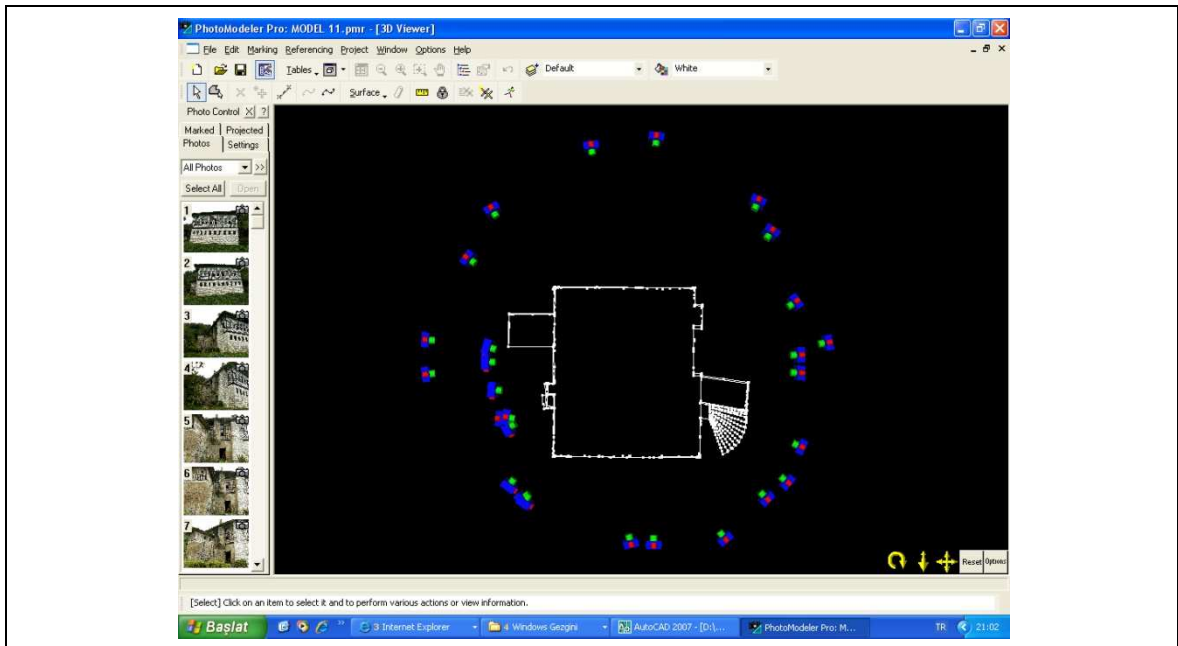 PhotoModeler Pro: MODEL 11.pmr - [3D Viewer]
File Edit Marking Referencing Project Window Options Help
Tables Default White
Surface
Photo Control X ?
Marked Projected
Photos Settings
All Photos >>
Select All Open
1
2
3
4
5
6
7
Reset Options
[Select] Click on an item to select it and to perform various actions or view information.
Başlat 3 Internet Explorer 4 Windows Gezgini AutoCAD 2007 - [D:\... PhotoModeler Pro: M... TR 21:02